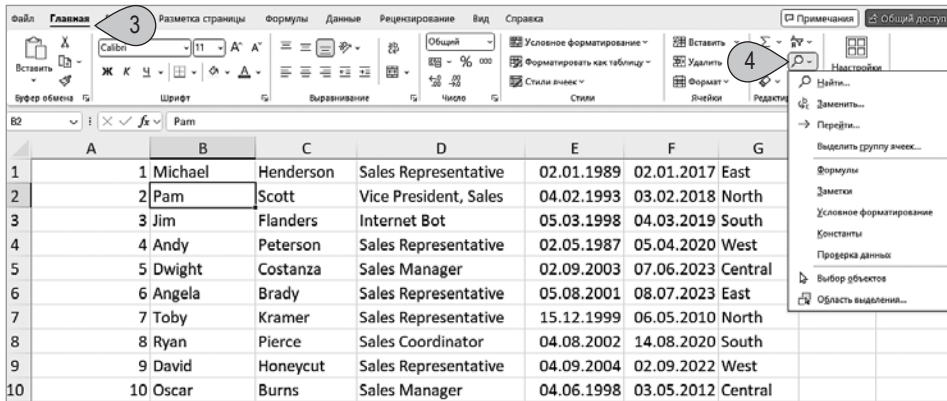 Файл Главная Разметка страницы Формулы Данные Рецензирование Вид Справка Примечания Общий доступ
3
Calibri 11 A A Общий Условное форматирование Вставить
4
Вставить Ж К Ч А % 000 Форматировать как таблицу Удалить Наастройки
Стили ячеек Формат
Буфер обмена Шрифт Выравнивание Число Стили Ячейки
B2 fx Pam
Найти...
Заменить...
Перейти...
Выделить группу ячеек...
Формулы
Заметки
Условное форматирование
Константы
Проверка данных
Выбор объектов
Область выделения...
A B C D E F G
1 1 Michael Henderson Sales Representative 02.01.1989 02.01.2017 East
2 2 Pam Scott Vice President, Sales 04.02.1993 03.02.2018 North
3 3 Jim Flanders Internet Bot 05.03.1998 04.03.2019 South
4 4 Andy Peterson Sales Representative 02.05.1987 05.04.2020 West
5 5 Dwight Costanza Sales Manager 02.09.2003 07.06.2023 Central
6 6 Angela Brady Sales Representative 05.08.2001 08.07.2023 East
7 7 Toby Kramer Sales Representative 15.12.1999 06.05.2010 North
8 8 Ryan Pierce Sales Coordinator 04.08.2002 14.08.2020 South
9 9 David Honeycut Sales Representative 04.09.2004 02.09.2022 West
10 10 Oscar Burns Sales Manager 04.06.1998 03.05.2012 Central